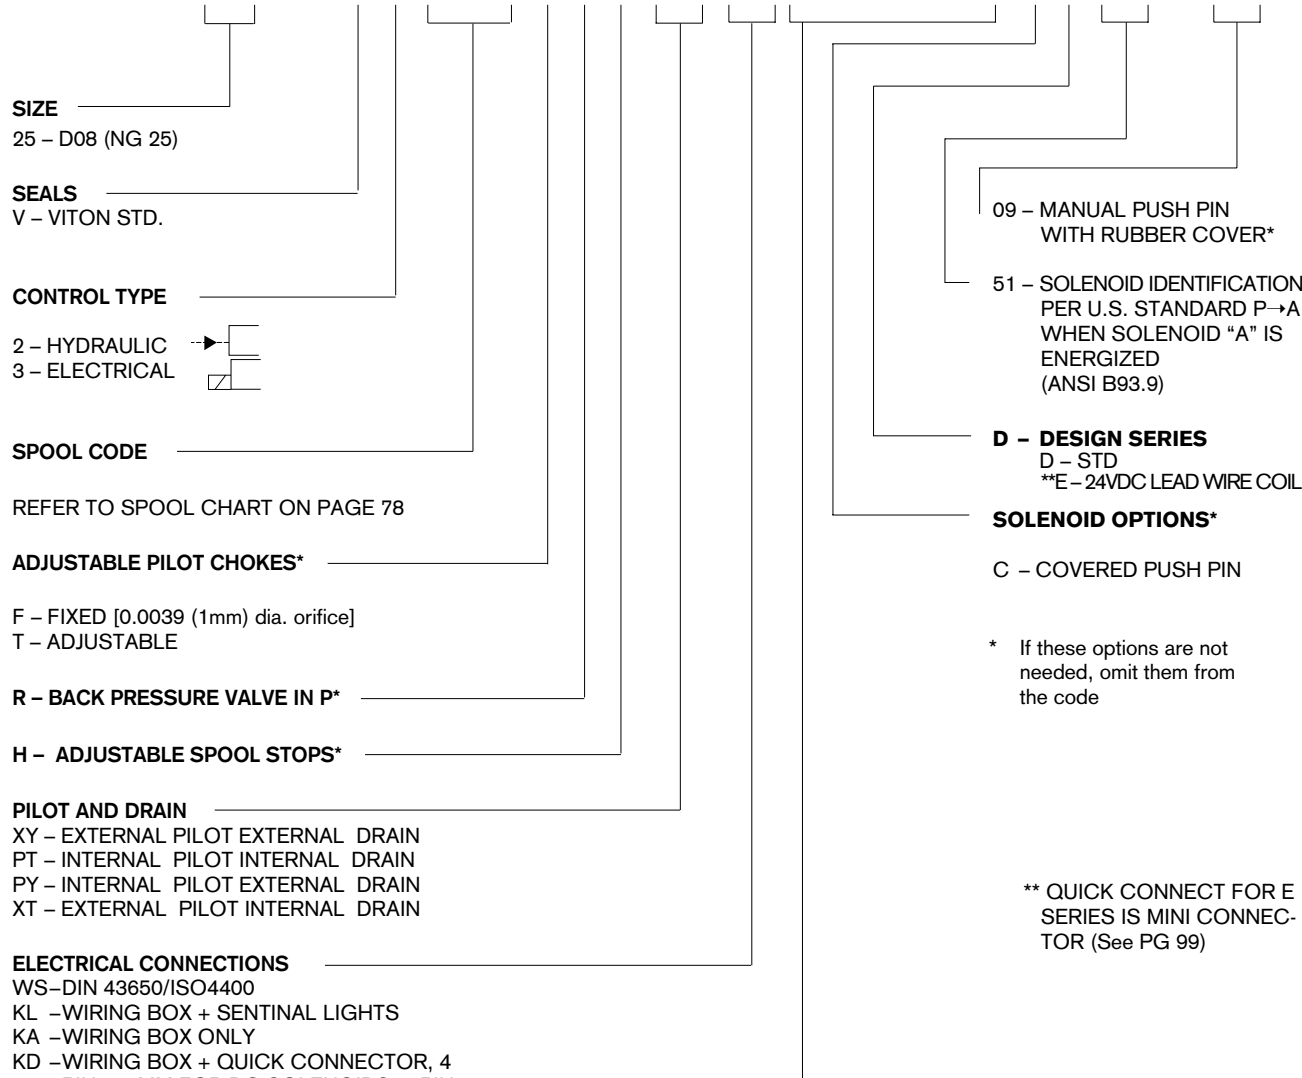 SIZE
25 – D08 (NG 25)
SEALS
V – VITON STD.
CONTROL TYPE
2 – HYDRAULIC
3 – ELECTRICAL
SPOOL CODE
REFER TO SPOOL CHART ON PAGE 78
ADJUSTABLE PILOT CHOKES*
F – FIXED [0.0039 (1mm) dia. orifice]
T – ADJUSTABLE
R – BACK PRESSURE VALVE IN P*
H – ADJUSTABLE SPOOL STOPS*
PILOT AND DRAIN
XY – EXTERNAL PILOT EXTERNAL DRAIN
PT – INTERNAL PILOT INTERNAL DRAIN
PY – INTERNAL PILOT EXTERNAL DRAIN
XT – EXTERNAL PILOT INTERNAL DRAIN
ELECTRICAL CONNECTIONS
WS–DIN 43650/ISO4400
KL –WIRING BOX + SENTINAL LIGHTS
KA –WIRING BOX ONLY
KD –WIRING BOX + QUICK CONNECTOR, 4
09 – MANUAL PUSH PIN
WITH RUBBER COVER*
51 – SOLENOID IDENTIFICATION
PER U.S. STANDARD P→A
WHEN SOLENOID “A” IS
ENERGIZED
(ANSI B93.9)
D – DESIGN SERIES
D – STD
**E – 24VDC LEAD WIRE COIL
SOLENOID OPTIONS*
C – COVERED PUSH PIN
* If these options are not
needed, omit them from
the code
** QUICK CONNECT FOR E
SERIES IS MINI CONNEC-
TOR (See PG 99)